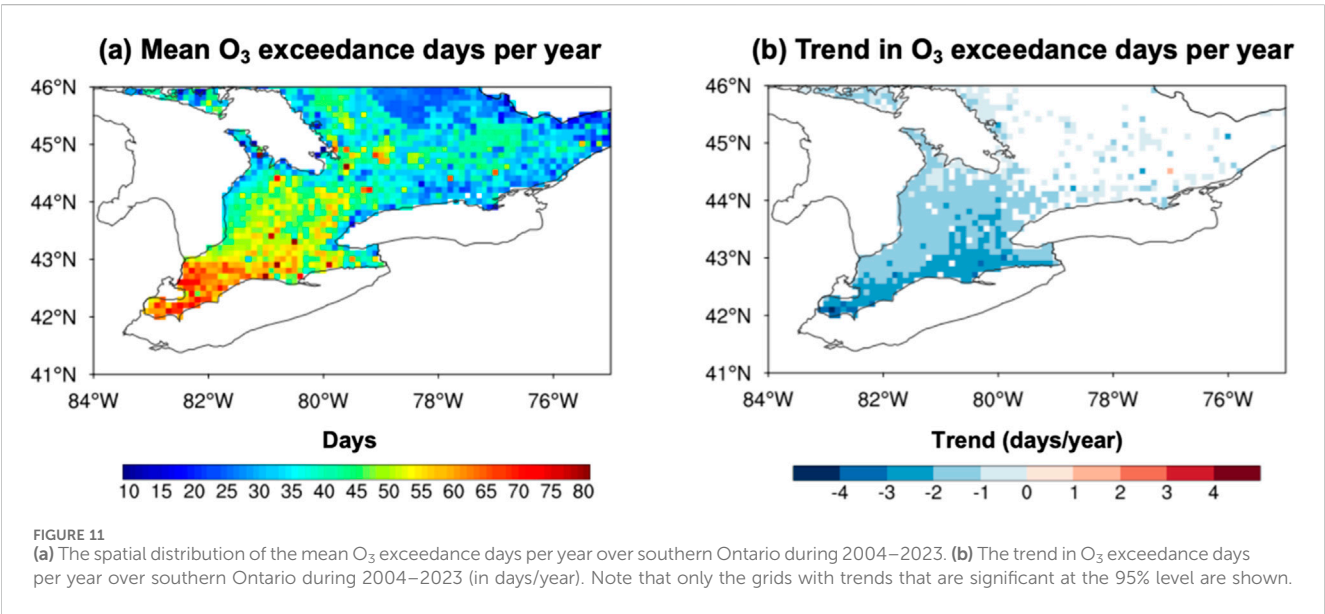 (a) Mean O₃ exceedance days per year
46°N
45°N
44°N
43°N
42°N
41°N
84°W 82°W 80°W 78°W 76°W
Days
10 15 20 25 30 35 40 45 50 55 60 65 70 75 80
(b) Trend in O₃ exceedance days per year
46°N
45°N
44°N
43°N
42°N
41°N
84°W 82°W 80°W 78°W 76°W
Trend (days/year)
-4 -3 -2 -1 0 1 2 3 4
FIGURE 11
(a) The spatial distribution of the mean O₃ exceedance days per year over southern Ontario during 2004–2023. (b) The trend in O₃ exceedance days
per year over southern Ontario during 2004–2023 (in days/year). Note that only the grids with trends that are significant at the 95% level are shown.